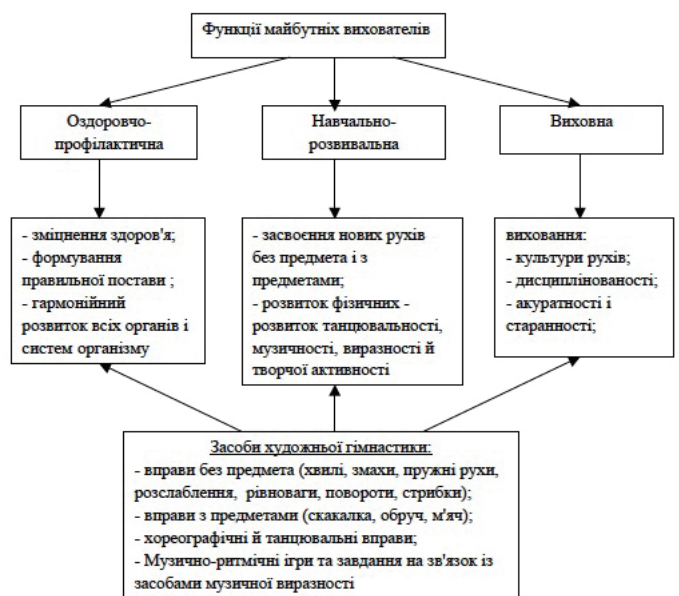 Функції майбутніх вихователів
Оздоровчо-
профілактична
Навчально-
розвивальна
Виховна
- зміцнення здоров'я;
- формування
правильної постави ;
- гармонійний
розвиток всіх органів і
систем організму
- засвоєння нових рухів
без предмета і з
предметами;
- розвиток фізичних -
розвиток танцювальності,
музичності, виразності й
творчої активності
виховання:
- культури рухів;
- дисциплінованості;
- акуратності і
старанності;
Засоби художньої гімнастики:
- вправи без предмета (хвилі, змахи, пружні рухи,
розслаблення, рівноваги, повороти, стрибки);
- вправи з предметами (скакалка, обруч, м'яч);
- хореографічні й танцювальні вправи;
- Музично-ритмічні ігри та завдання на зв'язок із
засобами музичної виразності